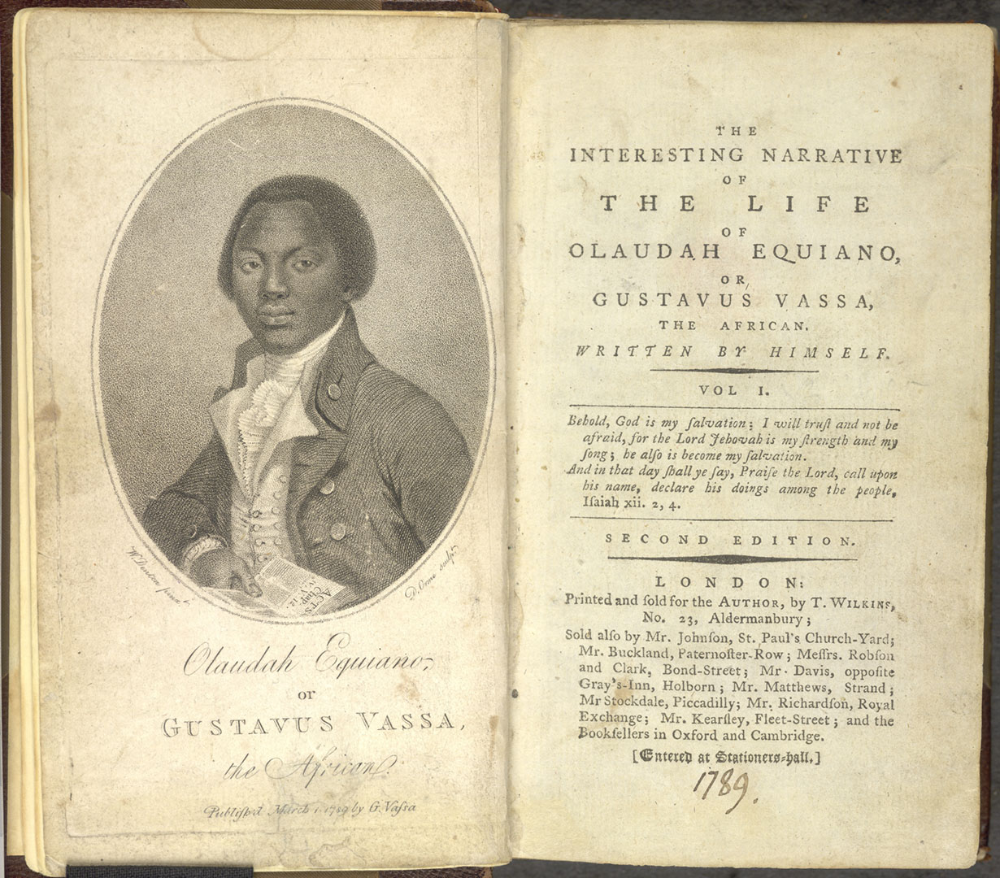 W. Denton pinxt
D. Orme sculpt
ACTS
Chap
iv. V. 12.
Olaudah Equiano,
or
GUSTAVUS VASSA,
the African.
Publish'd March 1 1789 by G. Vaſsa
THE
INTERESTING NARRATIVE
OF
THE LIFE
OF
OLAUDAH EQUIANO,
OR
GUSTAVUS VASSA,
THE AFRICAN.
WRITTEN BY HIMSELF.
VOL I.
Behold, God is my ſalvation; I will truſt and not be
afraid, for the Lord Jehovah is my ſtrength and my
ſong; he alſo is become my ſalvation.
And in that day ſhall ye ſay, Praiſe the Lord, call upon
his name, declare his doings among the people,
Iſaiah xii. 2, 4.
SECOND EDITION.
LONDON:
Printed and ſold for the AUTHOR, by T. WILKINS,
No. 23, Aldermanbury;
Sold alſo by Mr. Johnſon, St. Paul's Church-Yard;
Mr. Buckland, Paternoſter-Row; Meſſrs. Robſon
and Clark, Bond-Street; Mr. Davis, oppoſite
Gray's-Inn, Holborn; Mr. Matthews, Strand;
Mr Stockdale, Piccadilly; Mr. Richardſon, Royal
Exchange; Mr. Kearſley, Fleet-Street; and the
Bookſellers in Oxford and Cambridge.
[Entered at Stationers-hall.]
1789.